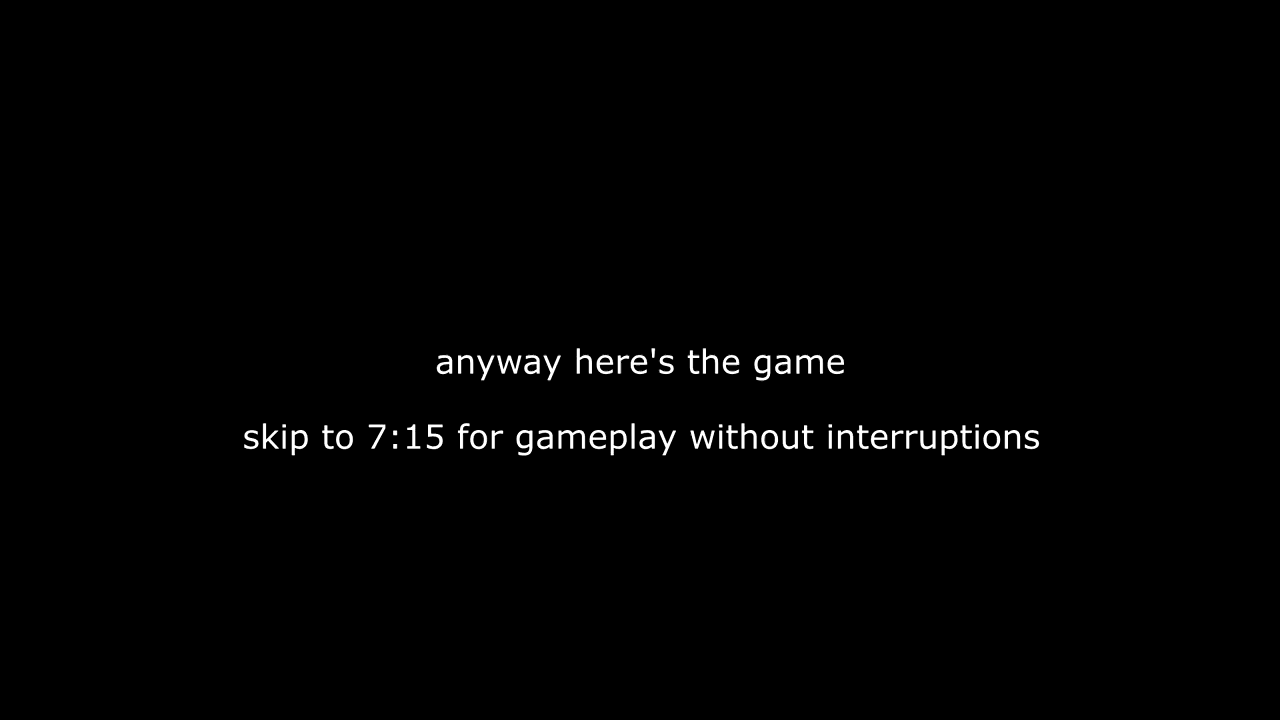 anyway here's the game
skip to 7:15 for gameplay without interruptions